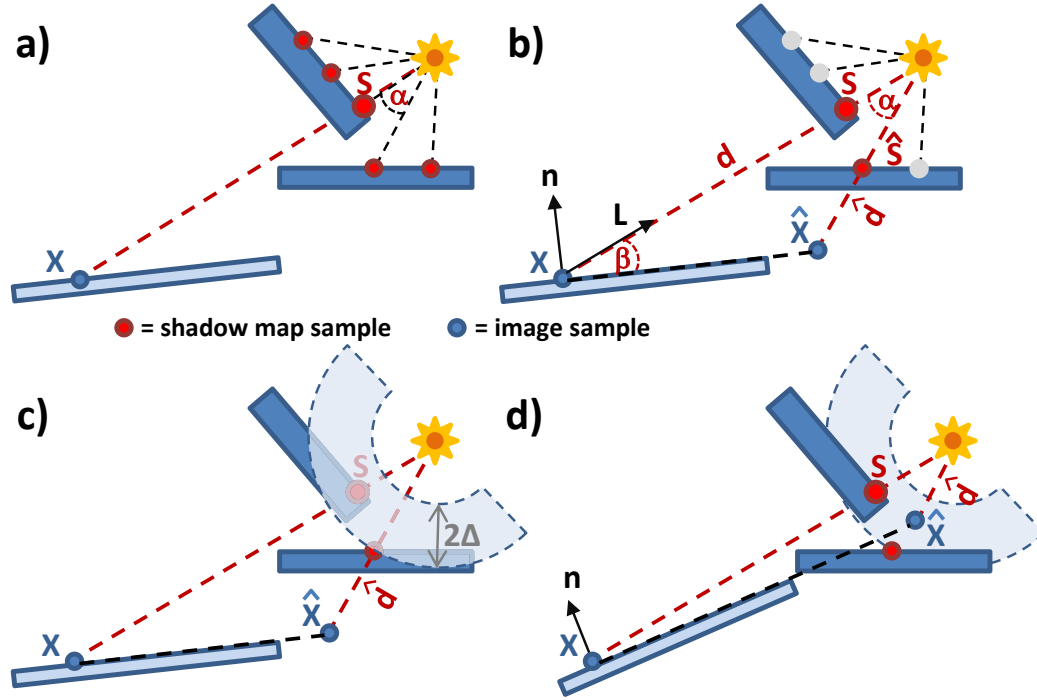 a)
S
α
X
b)
S
α
Ŝ
d
n
d̂
L
X̂
X
β
= shadow map sample
= image sample
c)
S
2Δ
d̂
X̂
X
d)
S
d̂
X̂
n
X